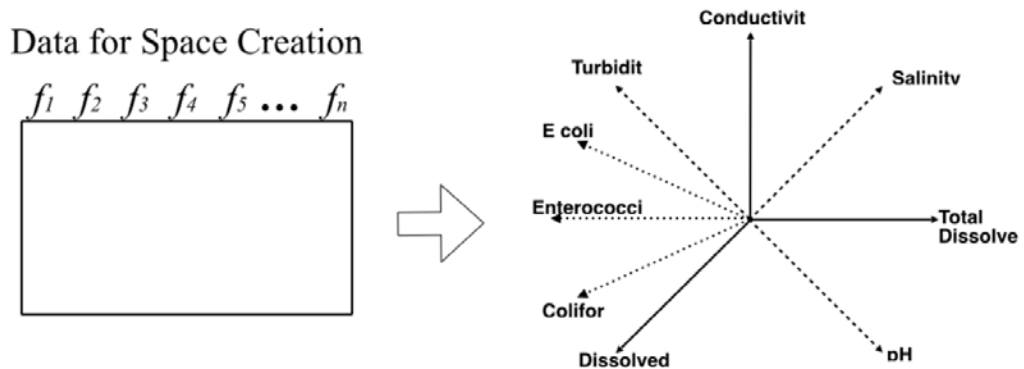 Data for Space Creation
f1 f2 f3 f4 f5 ••• fn
Conductivit
Turbidit
Salinity
E coli
Enterococci
Total
Dissolve
Colifor
Dissolved
pH